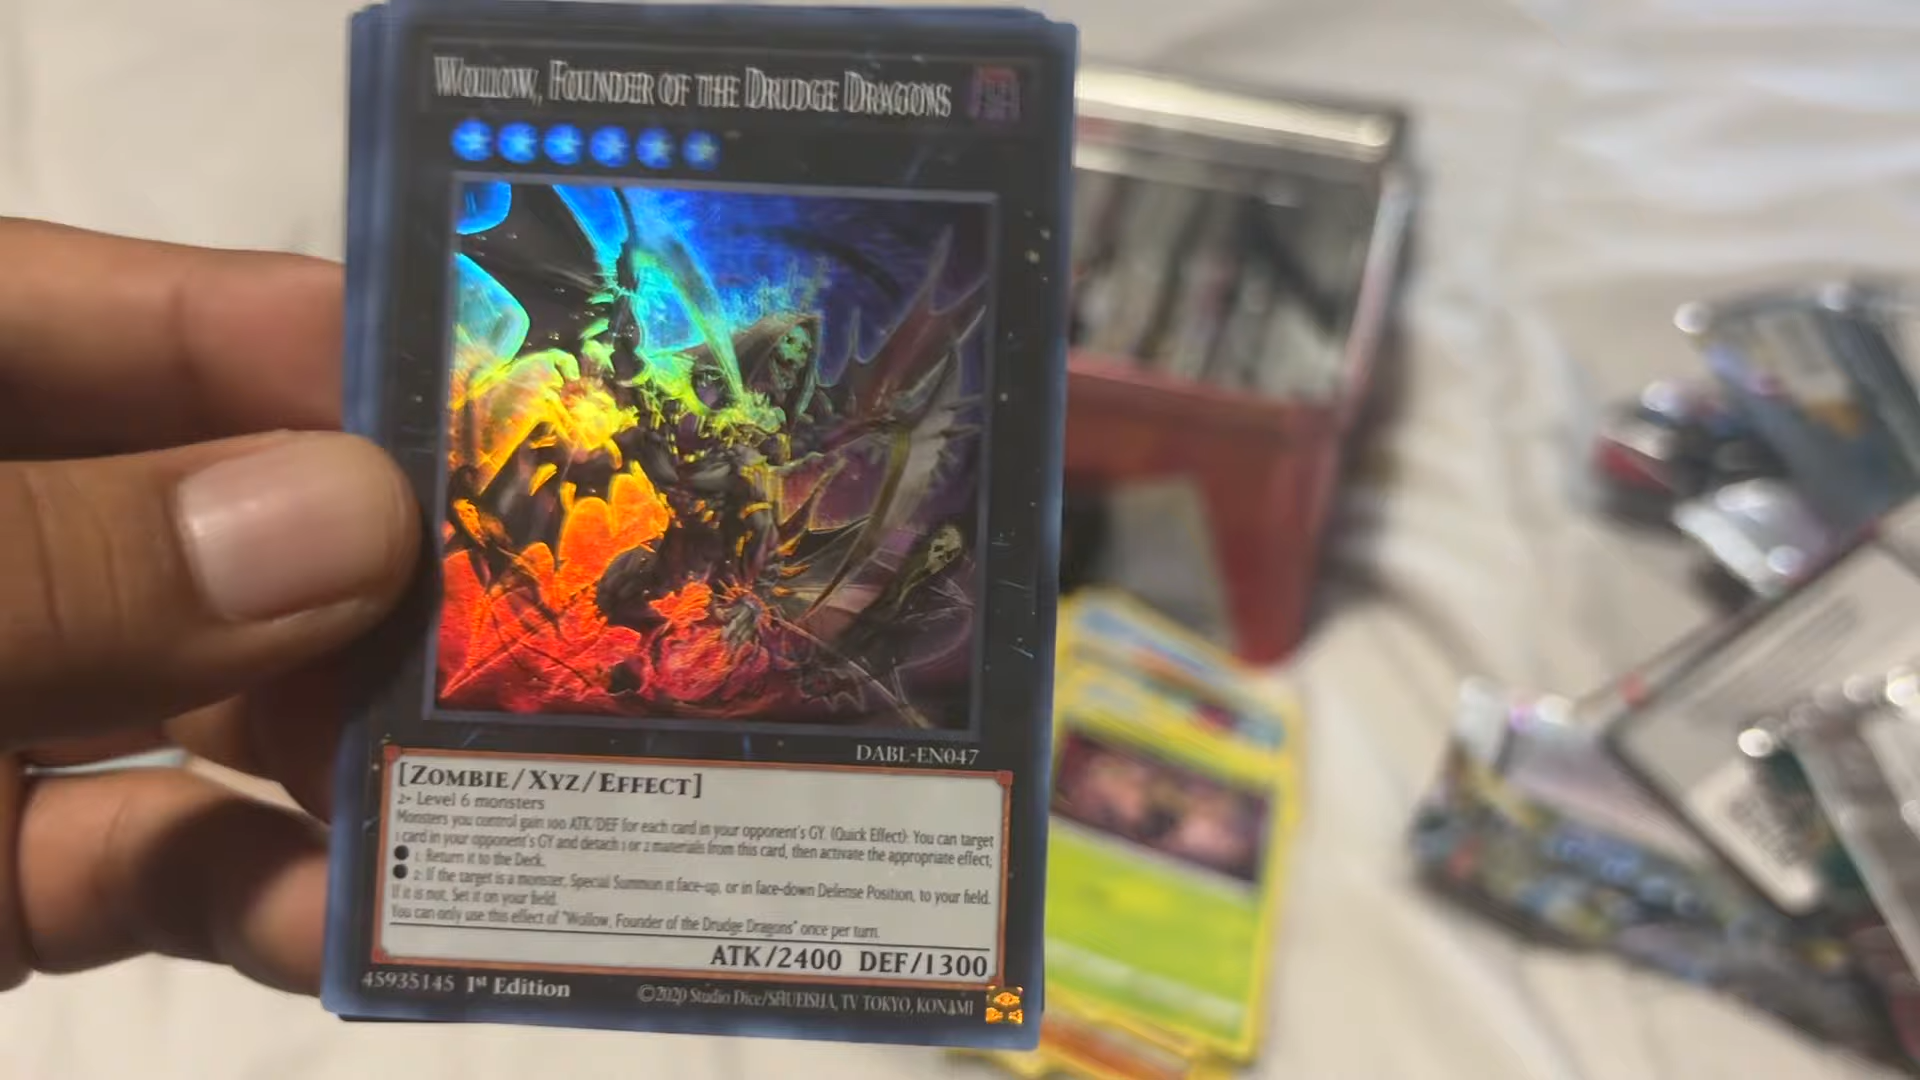 WOLLOW, FOUNDER OF THE DRUDGE DRAGONS
DABL-EN047
[ZOMBIE/XYZ/EFFECT]
2+ Level 6 monsters
Monsters you control gain 100 ATK/DEF for each card in your opponent's GY. (Quick Effect): You can target
1 card in your opponent's GY and detach 1 or 2 materials from this card, then activate the appropriate effect;
● 1: Return it to the Deck.
● 2: If the target is a monster, Special Summon it face-up, or in face-down Defense Position, to your field.
If it is not, Set it on your field.
You can only use this effect of "Wollow, Founder of the Drudge Dragons" once per turn.
ATK/2400 DEF/1300
45935145 1st Edition
©2020 Studio Dice/SHUEISHA, TV TOKYO, KONAMI